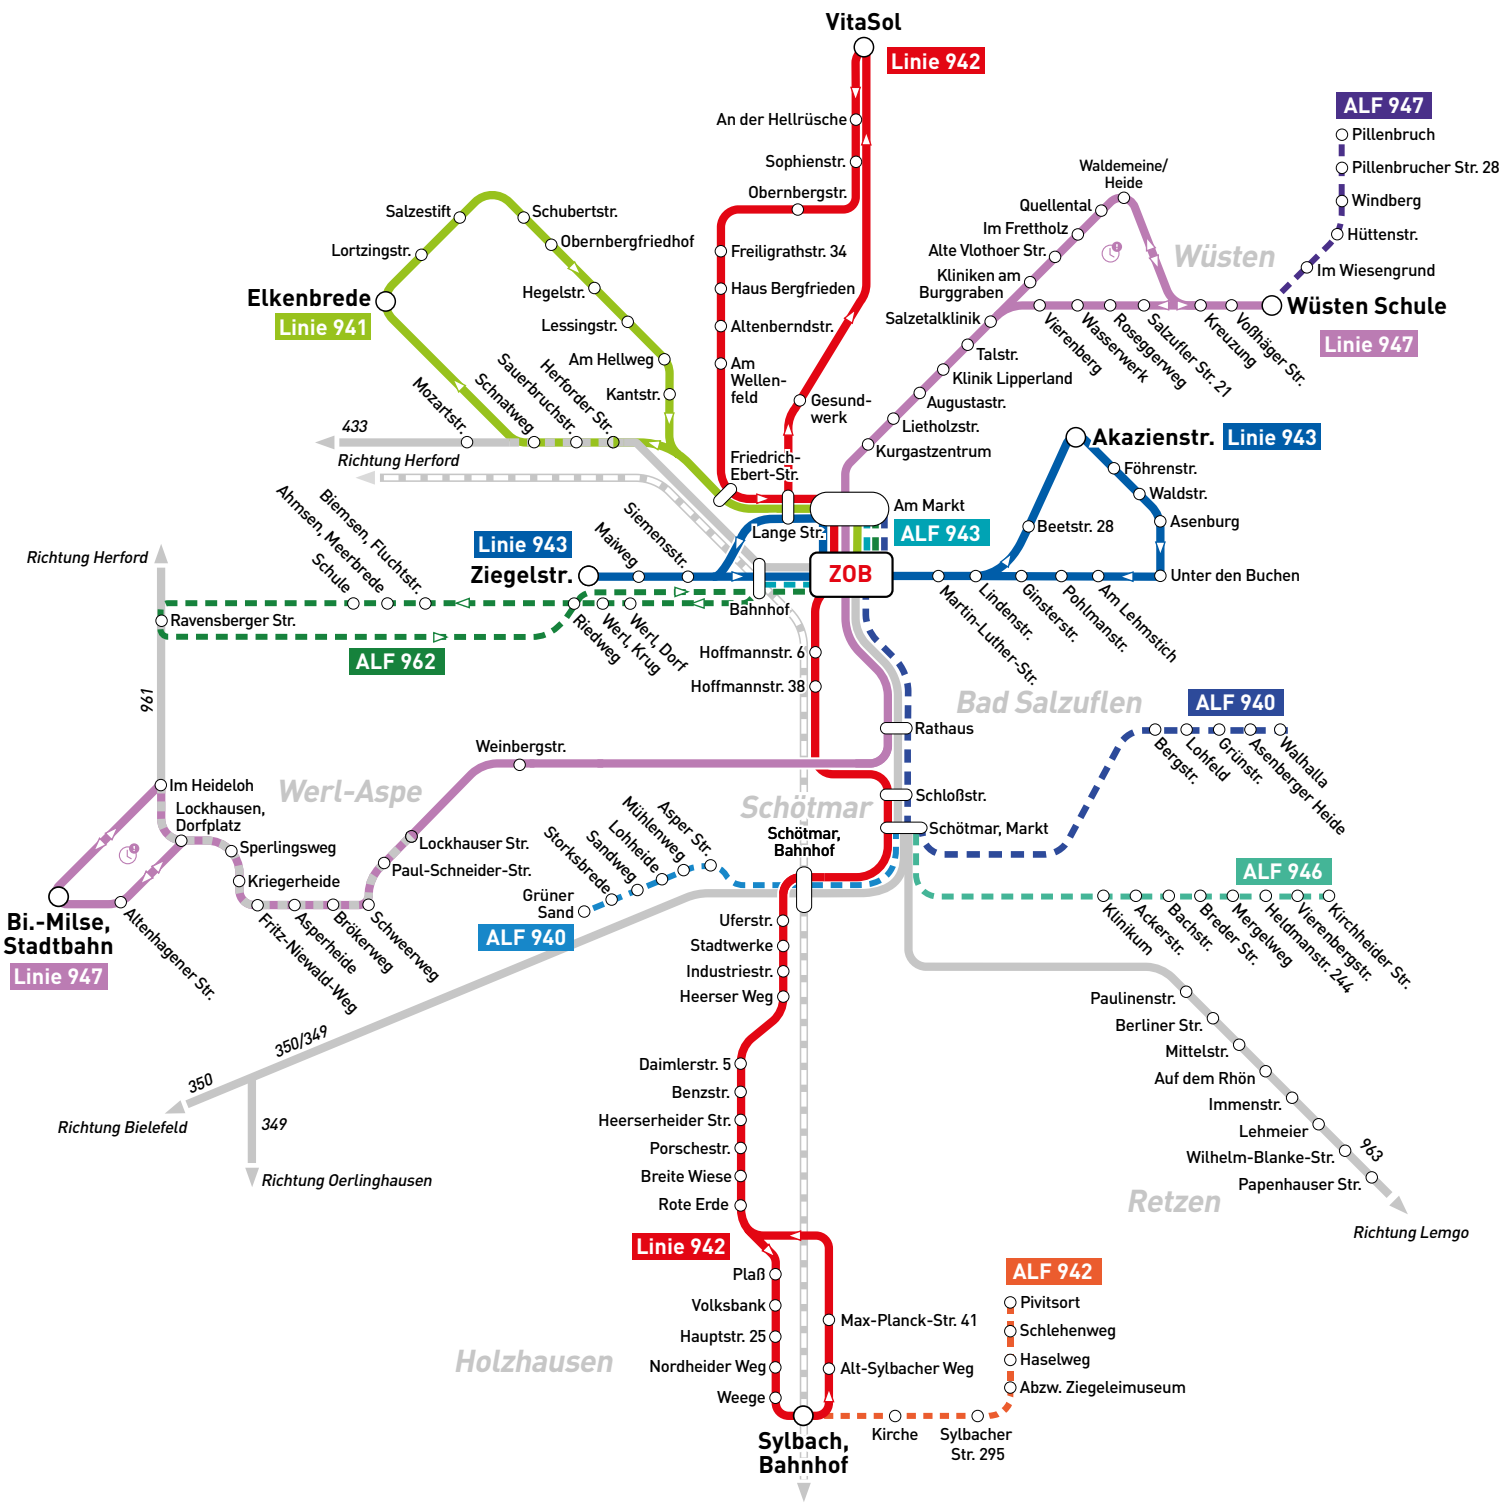 VitaSol
Linie 942
ALF 947
Pillenbruch
Pillenbrucher Str. 28
Windberg
Hüttenstr.
Im Wiesengrund
An der Hellrüsche
Sophienstr.
Obernbergstr.
Freiligrathstr. 34
Haus Bergfrieden
Altenberndstr.
Am
Wellen-
feld
Gesund-
werk
Friedrich-
Ebert-Str.
Waldemeine/
Heide
Quellental
Im Frettholz
Alte Vlothoer Str.
Kliniken am
Burggraben
Salzetalklinik
Wüsten
Wüsten Schule
Linie 947
Vierenberg
Wasserwerk
Roseggerweg
Salzufler Str. 21
Kreuzung
Voßhäger Str.
Talstr.
Klinik Lipperland
Augustastr.
Lietholzstr.
Kurgastzentrum
Salzestift
Schubertstr.
Lortzingstr.
Obernbergfriedhof
Elkenbrede
Linie 941
Hegelstr.
Lessingstr.
Am Hellweg
Kantstr.
Mozartstr.
Schnatweg
Sauerbruchstr.
Herforder Str.
433
Richtung Herford
Akazienstr.
Linie 943
Föhrenstr.
Waldstr.
Asenburg
Beetstr. 28
Unter den Buchen
Am Markt
ALF 943
Lange Str.
ZOB
Bahnhof
Martin-Luther-Str.
Lindenstr.
Ginsterstr.
Pohlmanstr.
Am Lehmstich
Linie 943
Ziegelstr.
Maiweg
Siemensstr.
Biemsen, Fluchtstr.
Ahmsen, Meerbrede
Schule
Richtung Herford
Ravensberger Str.
Riedweg
Werl, Krug
Werl, Dorf
ALF 962
961
Hoffmannstr. 6
Hoffmannstr. 38
Bad Salzuflen
Rathaus
ALF 940
Bergstr.
Lohfeld
Grünstr.
Asenberger Heide
Walhalla
Weinbergstr.
Werl-Aspe
Im Heideloh
Lockhausen,
Dorfplatz
Sperlingsweg
Kriegerheide
Fritz-Niewald-Weg
Asperheide
Brökerweg
Schweerweg
Lockhauser Str.
Paul-Schneider-Str.
Bi.-Milse,
Stadtbahn
Linie 947
Altenhagener Str.
Schötmar
Schloßstr.
Schötmar, Markt
Schötmar,
Bahnhof
Asper Str.
Mühlenweg
Lohheide
Sandweg
Storksbrede
Grüner
Sand
ALF 940
ALF 946
Klinikum
Ackerstr.
Bachstr.
Breder Str.
Mergelweg
Heldmanstr. 244
Vierenbergstr.
Kirchheider Str.
Uferstr.
Stadtwerke
Industriestr.
Heerser Weg
Daimlerstr. 5
Benzstr.
Heerserheider Str.
Porschestr.
Breite Wiese
Rote Erde
350/349
350
Richtung Bielefeld
349
Richtung Oerlinghausen
Paulinenstr.
Berliner Str.
Mittelstr.
Auf dem Rhön
Immenstr.
Lehmeier
Wilhelm-Blanke-Str.
Papenhauser Str.
963
Retzen
Richtung Lemgo
Linie 942
Plaß
Volksbank
Hauptstr. 25
Nordheider Weg
Weege
Holzhausen
Max-Planck-Str. 41
Alt-Sylbacher Weg
Sylbach,
Bahnhof
ALF 942
Pivitsort
Schlehenweg
Haselweg
Abzw. Ziegeleimuseum
Kirche
Sylbacher
Str. 295